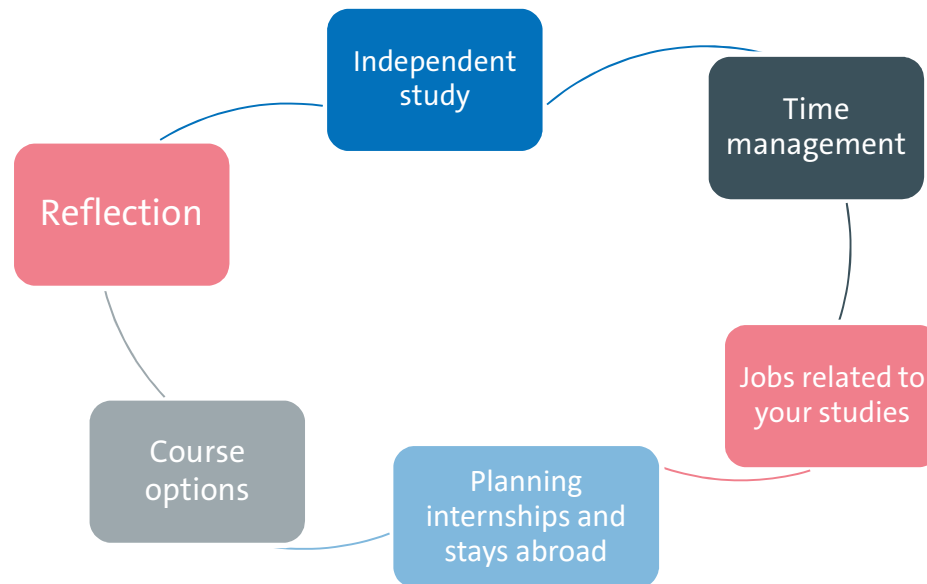 Independent
study
Time
management
Jobs related to
your studies
Planning
internships and
stays abroad
Course
options
Reflection